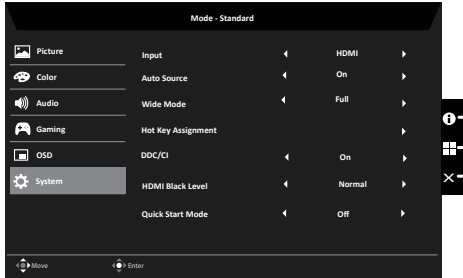 Mode - Standard
Picture
Color
Audio
Gaming
OSD
System
Input HDMI
Auto Source On
Wide Mode Full
Hot Key Assignment
DDC/CI On
HDMI Black Level Normal
Quick Start Mode Off
Move Enter